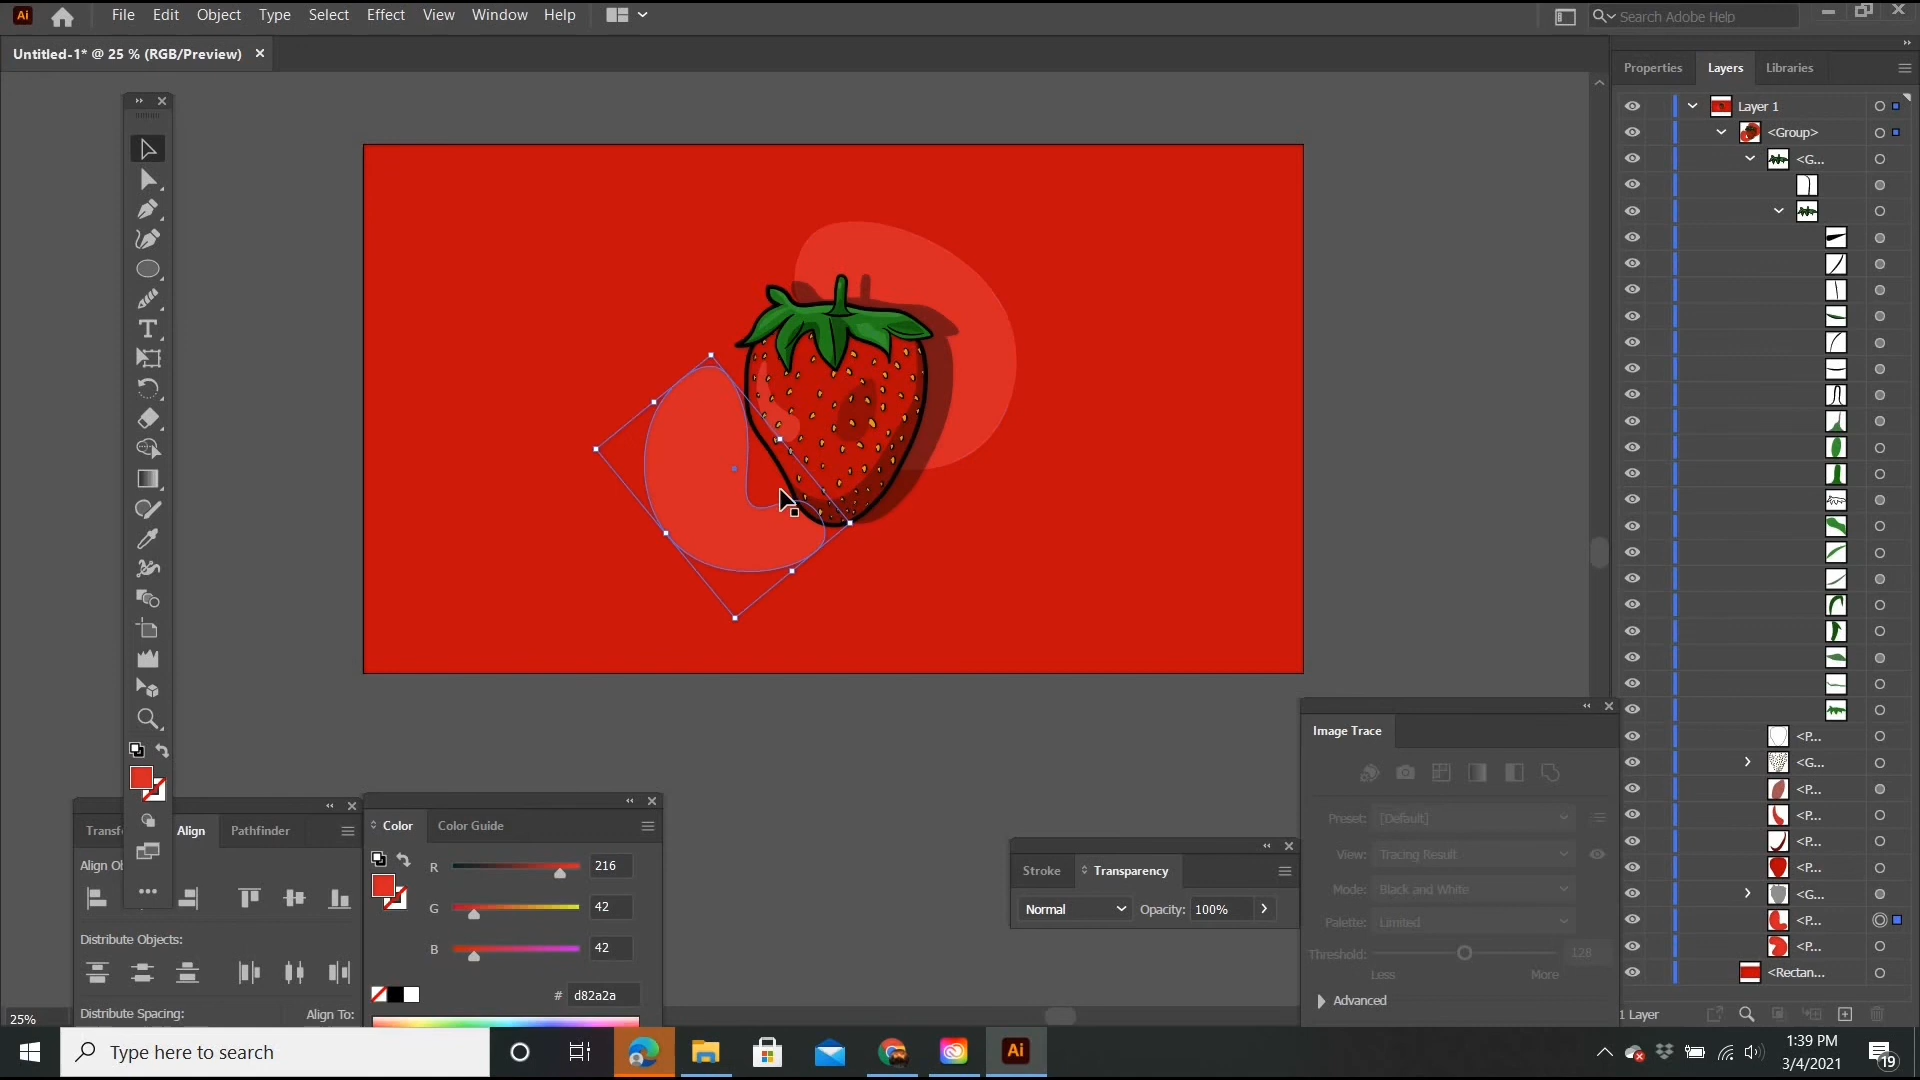 Ai File Edit Object Type Select Effect View Window Help Search Adobe Help
Untitled-1* @ 25 % (RGB/Preview)
Properties Layers Libraries
Layer 1
<Group>
<G...
<P...
<G...
<P...
<P...
<P...
<P...
<G...
<P...
<P...
<Rectan...
1 Layer
Image Trace
Preset: [Default]
View: Tracing Result
Mode: Black and White
Palette: Limited
Threshold: 128
Less More
Advanced
Stroke Transparency
Normal Opacity: 100%
Color Color Guide
R 216
G 42
B 42
# d82a2a
Transf Align Pathfinder
Align Ob
Distribute Objects:
Distribute Spacing: Align To:
25%
Type here to search
Ai
1:39 PM
3/4/2021
19